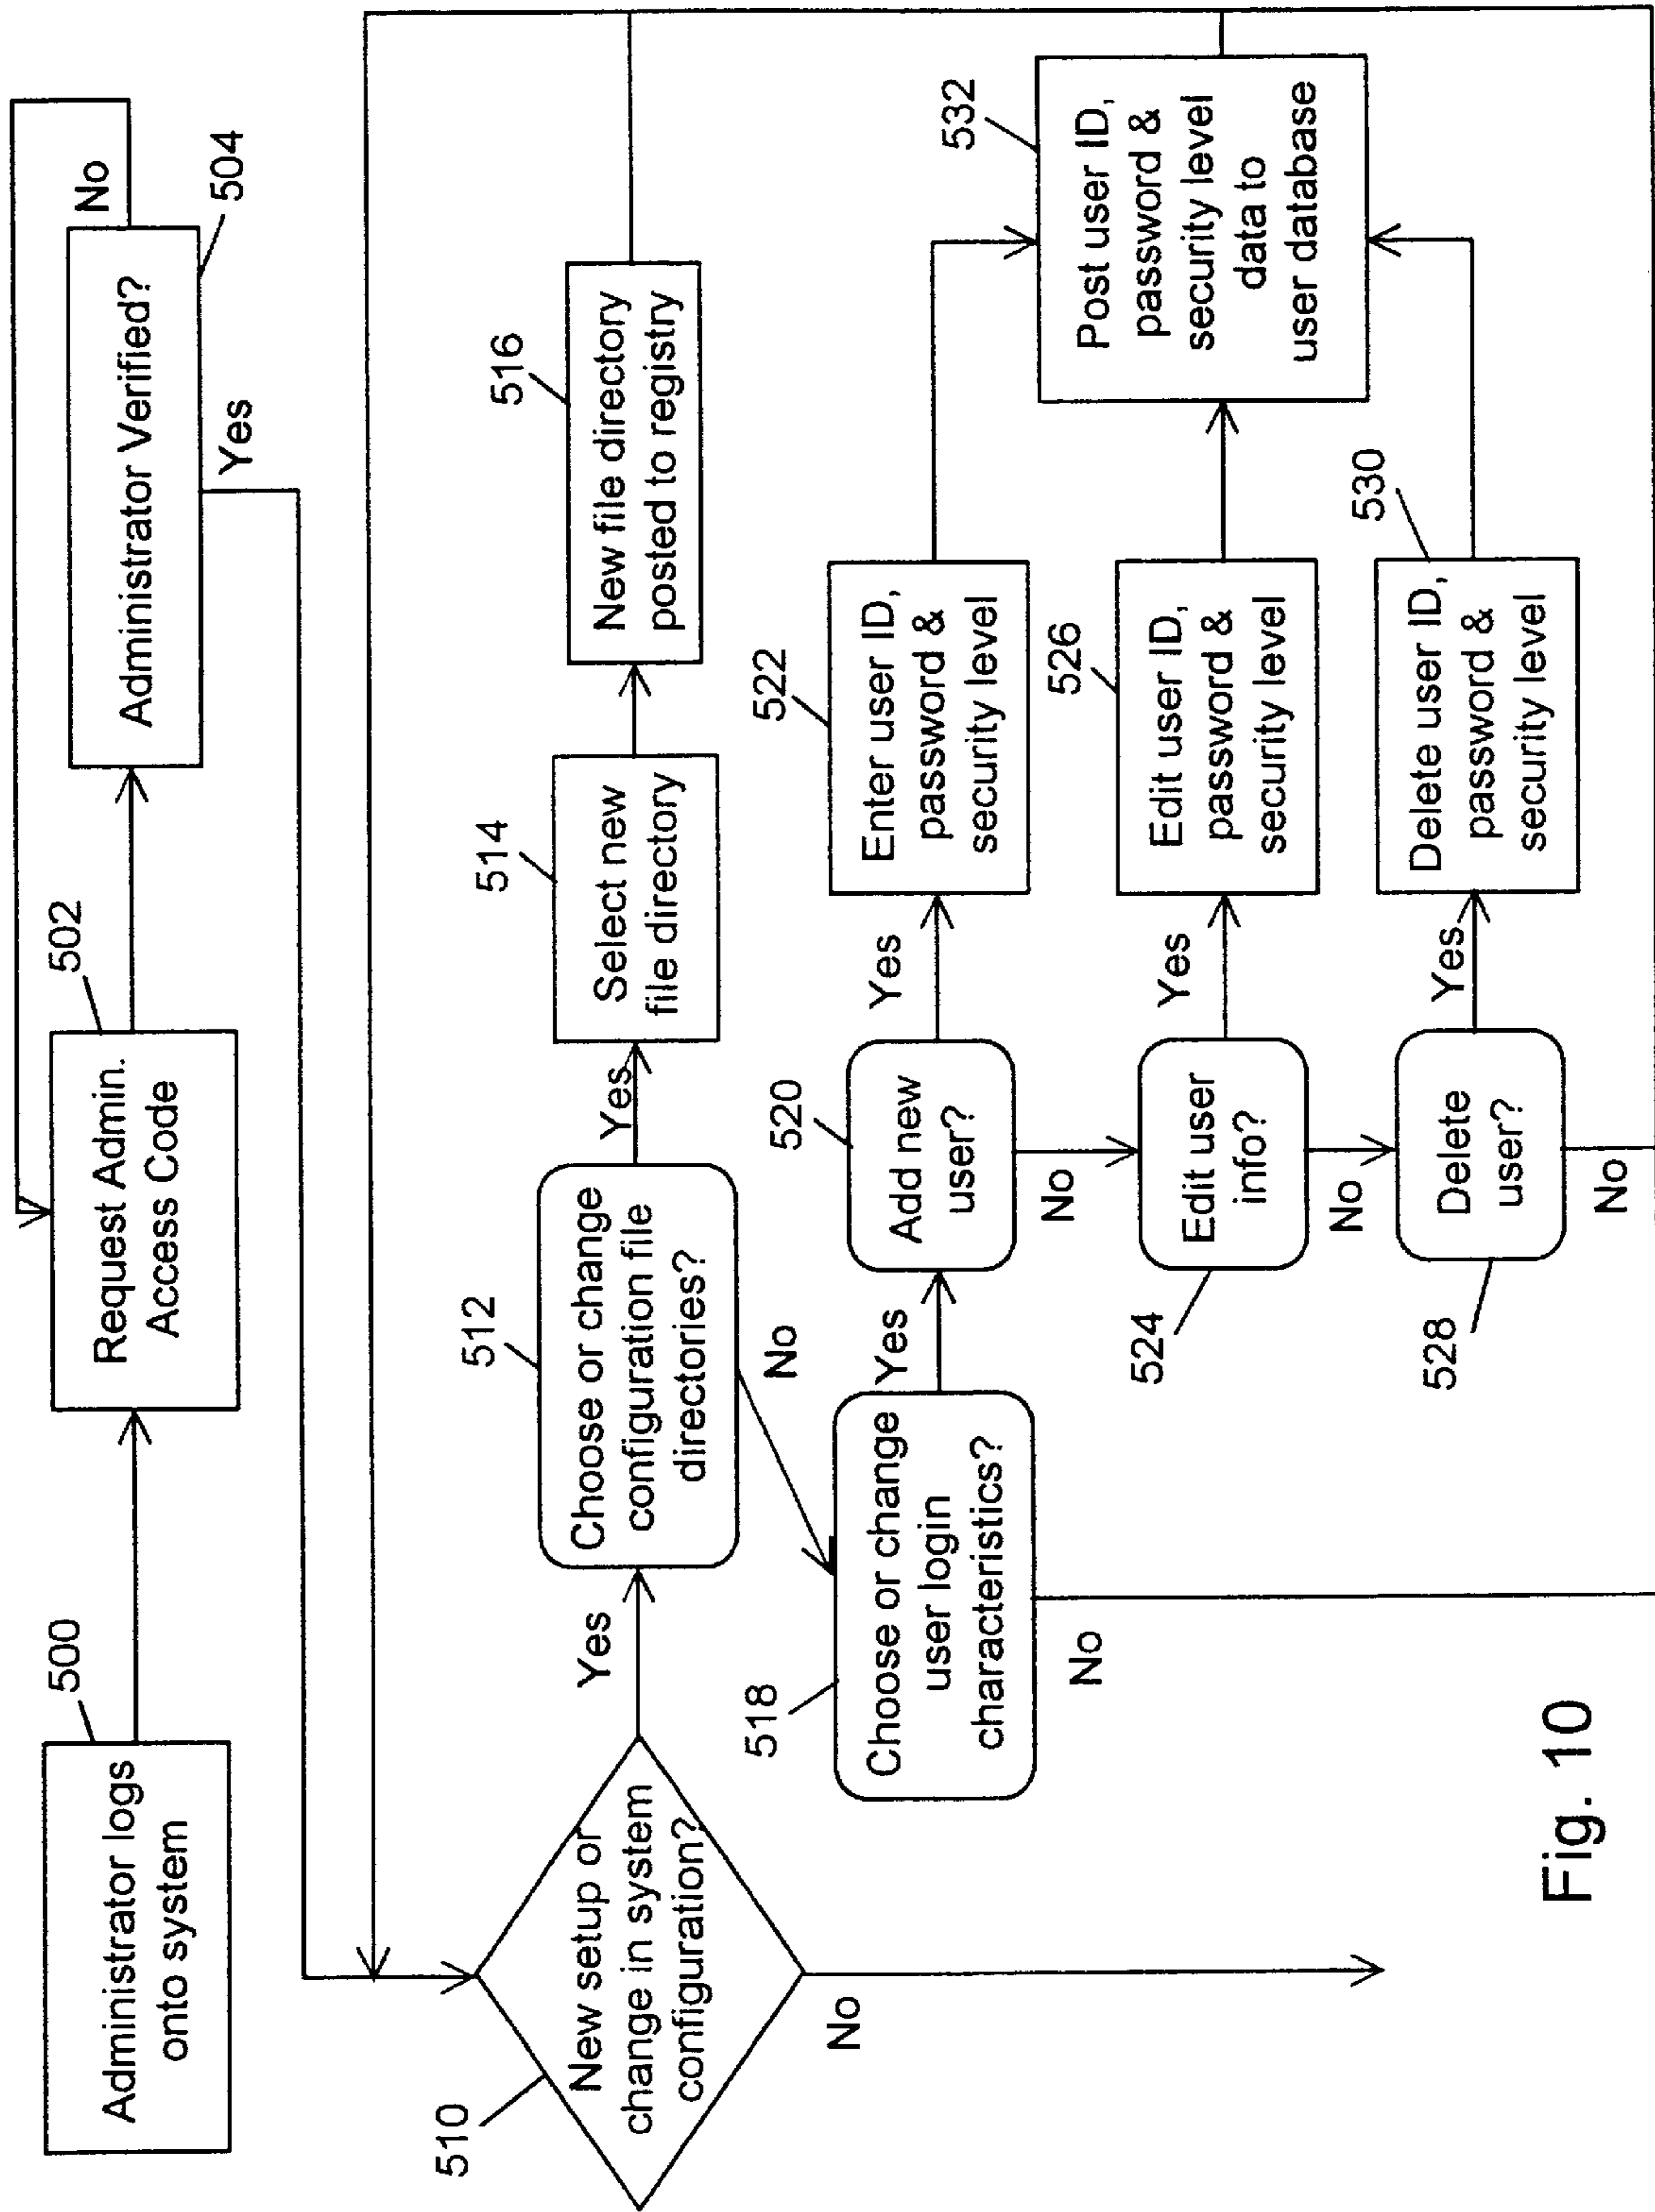 500
Administrator logs
onto system
502
Request Admin.
Access Code
504
Administrator Verified?
No
Yes
510
New setup or
change in system
configuration?
Yes
No
512
Choose or change
configuration file
directories?
Yes
No
514
Select new
file directory
516
New file directory
posted to registry
518
Choose or change
user login
characteristics?
Yes
No
520
Add new
user?
Yes
No
522
Enter user ID,
password &
security level
524
Edit user
info?
Yes
No
526
Edit user ID,
password &
security level
528
Delete
user?
Yes
No
530
Delete user ID,
password &
security level
532
Post user ID,
password &
security level
data to
user database
Fig. 10